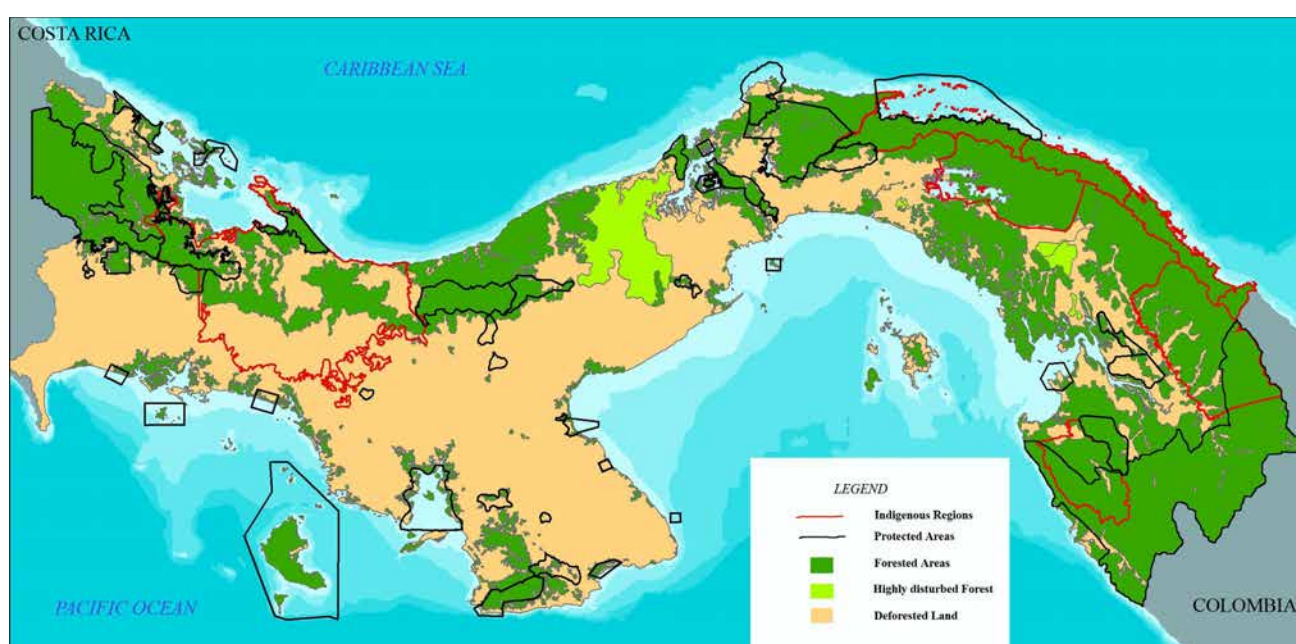 COSTA RICA
CARIBBEAN SEA
LEGEND
Indigenous Regions
Protected Areas
Forested Areas
Highly disturbed Forest
Deforested Land
PACIFIC OCEAN
COLOMBIA